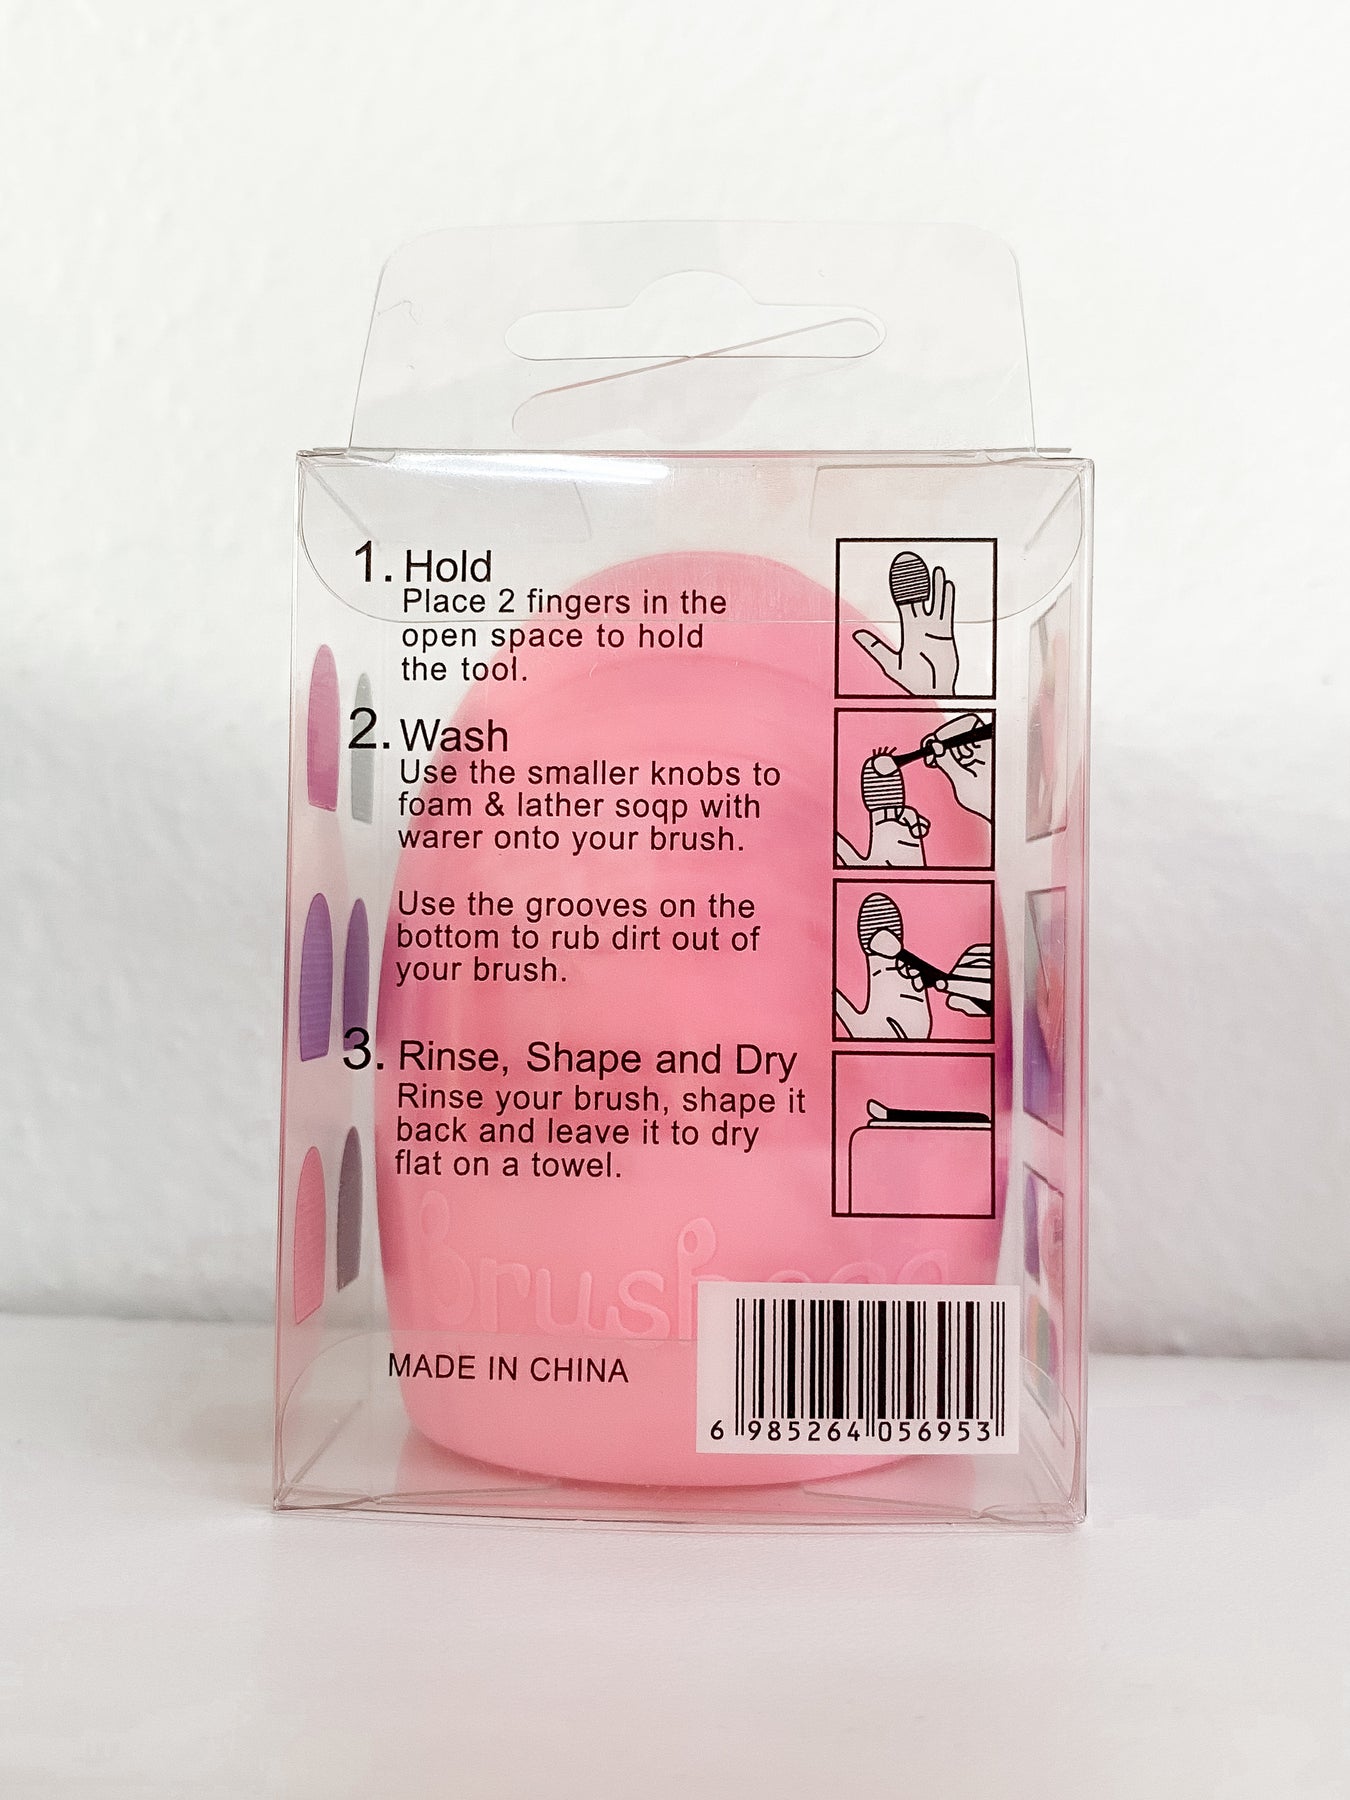 1. Hold
Place 2 fingers in the
open space to hold
the tool.
2. Wash
Use the smaller knobs to
foam & lather soqp with
warer onto your brush.
Use the grooves on the
bottom to rub dirt out of
your brush.
3. Rinse, Shape and Dry
Rinse your brush, shape it
back and leave it to dry
flat on a towel.
MADE IN CHINA
6 985264 056953